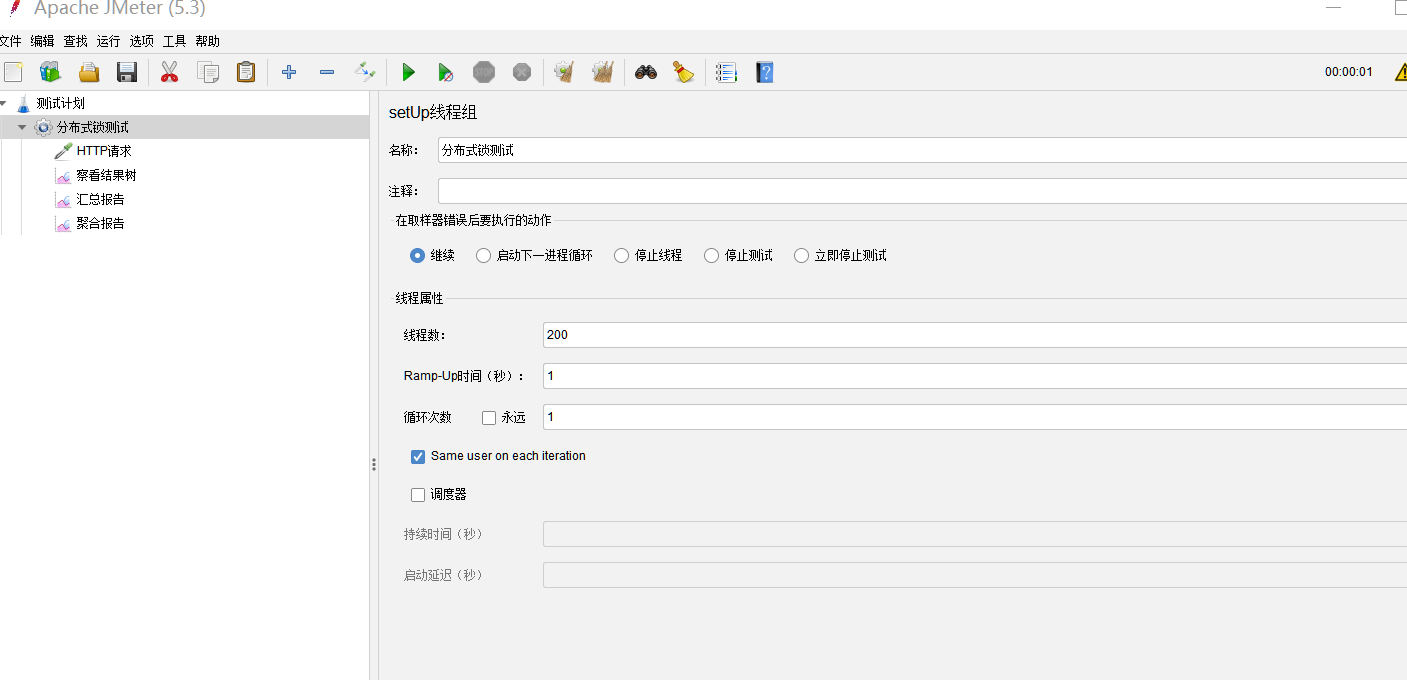 Apache JMeter (5.3)
文件 编辑 查找 运行 选项 工具 帮助
STOP
00:00:01
测试计划
分布式锁测试
HTTP请求
察看结果树
汇总报告
聚合报告
setUp线程组
名称： 分布式锁测试
注释：
在取样器错误后要执行的动作
继续 启动下一进程循环 停止线程 停止测试 立即停止测试
线程属性
线程数： 200
Ramp-Up时间（秒）： 1
循环次数 永远 1
Same user on each iteration
调度器
持续时间（秒）
启动延迟（秒）